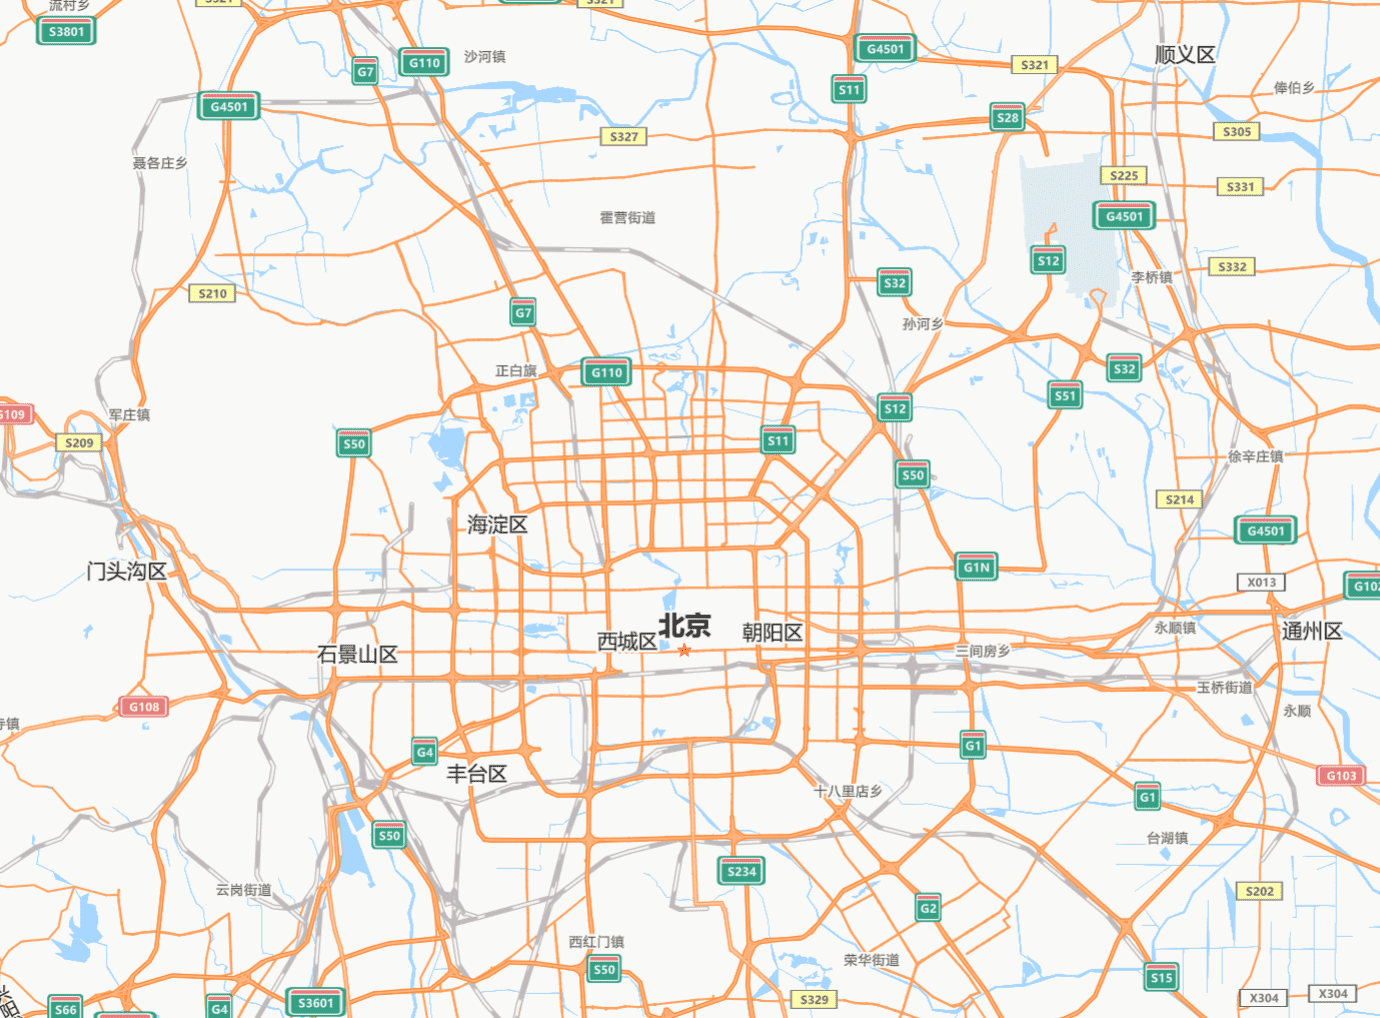 流村乡
S321
S321
S3801
G7
G110
沙河镇
G4501
S11
S321
顺义区
俸伯乡
G4501
S28
S327
S305
聂各庄乡
S225
S331
霍营街道
G4501
S12
李桥镇
S332
S210
S32
孙河乡
G7
正白旗
G110
S32
S51
S12
G109
军庄镇
S209
S50
S11
S50
徐辛庄镇
S214
海淀区
G4501
门头沟区
G1N
X013
G102
北京
西城区
朝阳区
永顺镇
通州区
石景山区
三间房乡
玉桥街道
G108
永顺
寺镇
G4
G1
丰台区
G103
十八里店乡
G1
S50
台湖镇
S234
云岗街道
S202
G2
西红门镇
荣华街道
S50
S15
S66
G4
S3601
S329
X304
X304